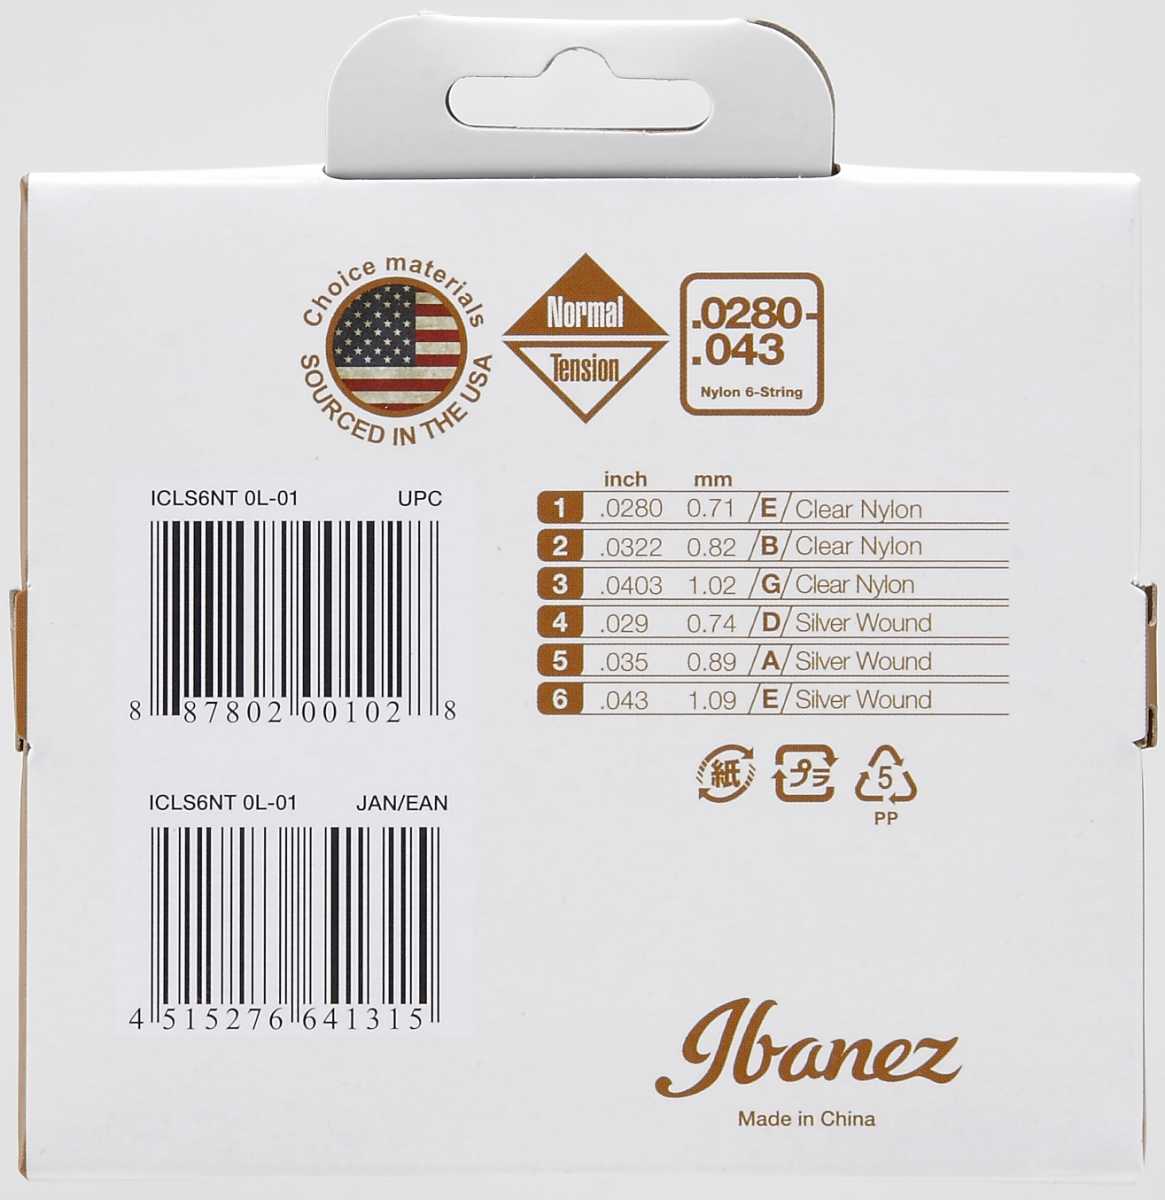 Choice materials
SOURCED IN THE USA
Normal
Tension
.0280-
.043
Nylon 6-String
inch mm
1 .0280 0.71 /E/ Clear Nylon
2 .0322 0.82 /B/ Clear Nylon
3 .0403 1.02 /G/ Clear Nylon
4 .029 0.74 /D/ Silver Wound
5 .035 0.89 /A/ Silver Wound
6 .043 1.09 /E/ Silver Wound
ICLS6NT 0L-01 UPC
8 87802 00102 8
紙
プラ
5
PP
ICLS6NT 0L-01 JAN/EAN
4 515276 641315
Ibanez
Made in China